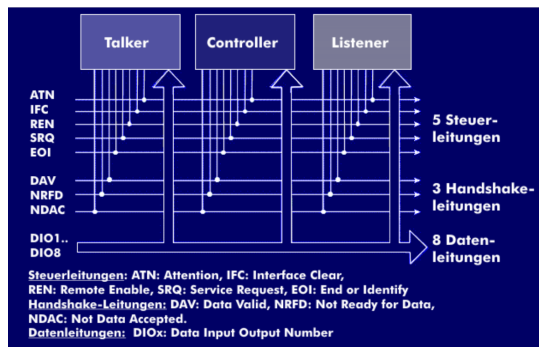 Talker Controller Listener
ATN
IFC
REN
SRQ
EOI
5 Steuer-
leitungen
DAV
NRFD
NDAC
3 Handshake-
leitungen
DIO1..
DIO8
8 Daten-
leitungen
Steuerleitungen: ATN: Attention, IFC: Interface Clear,
REN: Remote Enable, SRQ: Service Request, EOI: End or Identify
Handshake-Leitungen: DAV: Data Valid, NRFD: Not Ready for Data,
NDAC: Not Data Accepted.
Datenleitungen: DIOx: Data Input Output Number